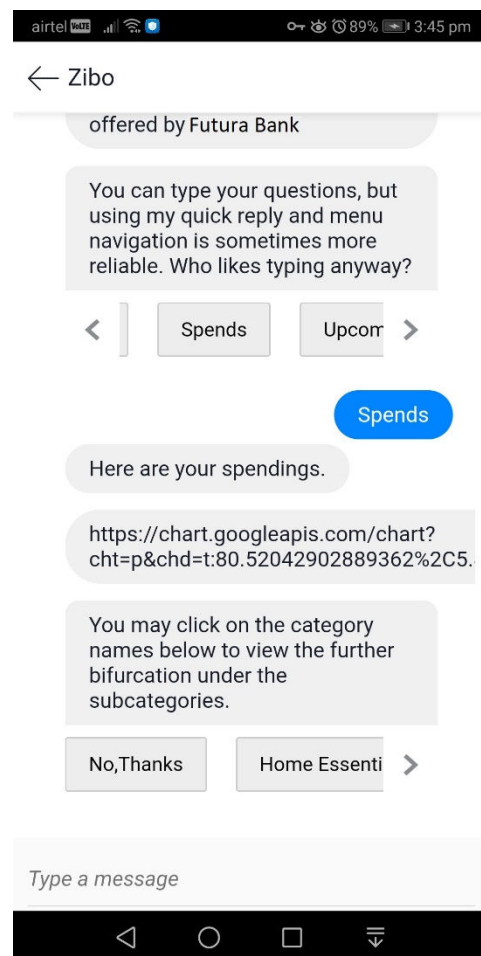 airtel VoLTE 89% 3:45 pm
Zibo
offered by Futura Bank
You can type your questions, but
using my quick reply and menu
navigation is sometimes more
reliable. Who likes typing anyway?
Spends Upcom
Spends
Here are your spendings.
https://chart.googleapis.com/chart?
cht=p&chd=t:80.52042902889362%2C5.
You may click on the category
names below to view the further
bifurcation under the
subcategories.
No,Thanks Home Essenti
Type a message